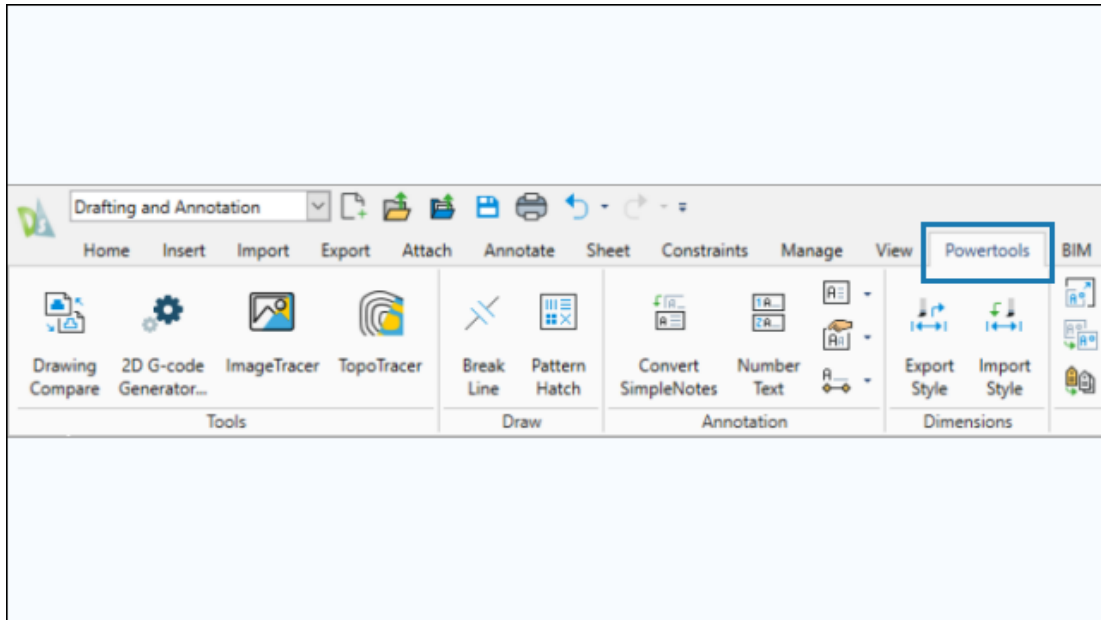 Drafting and Annotation
Home Insert Import Export Attach Annotate Sheet Constraints Manage View Powertools BIM
Drawing Compare
2D G-code Generator...
ImageTracer
TopoTracer
Break Line
Pattern Hatch
Convert SimpleNotes
Number Text
Export Style
Import Style
Tools Draw Annotation Dimensions